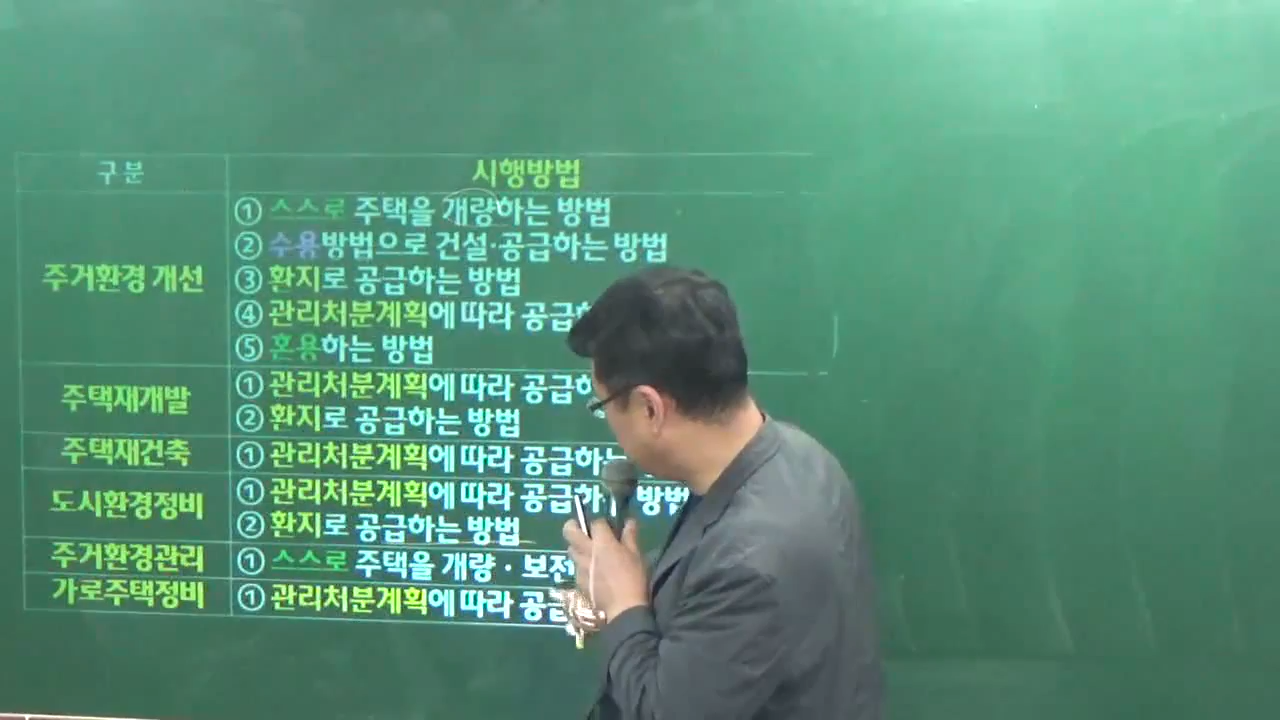 구분 시행방법
주거환경 개선
① 스스로 주택을 개량하는 방법
② 수용방법으로 건설·공급하는 방법
③ 환지로 공급하는 방법
④ 관리처분계획에 따라 공급
⑤ 혼용하는 방법
주택재개발
① 관리처분계획에 따라 공급
② 환지로 공급하는 방법
주택재건축
① 관리처분계획에 따라 공급하는
도시환경정비
① 관리처분계획에 따라 공급하 방법
② 환지로 공급하는 방법
주거환경관리
① 스스로 주택을 개량 · 보전
가로주택정비
① 관리처분계획에 따라 공